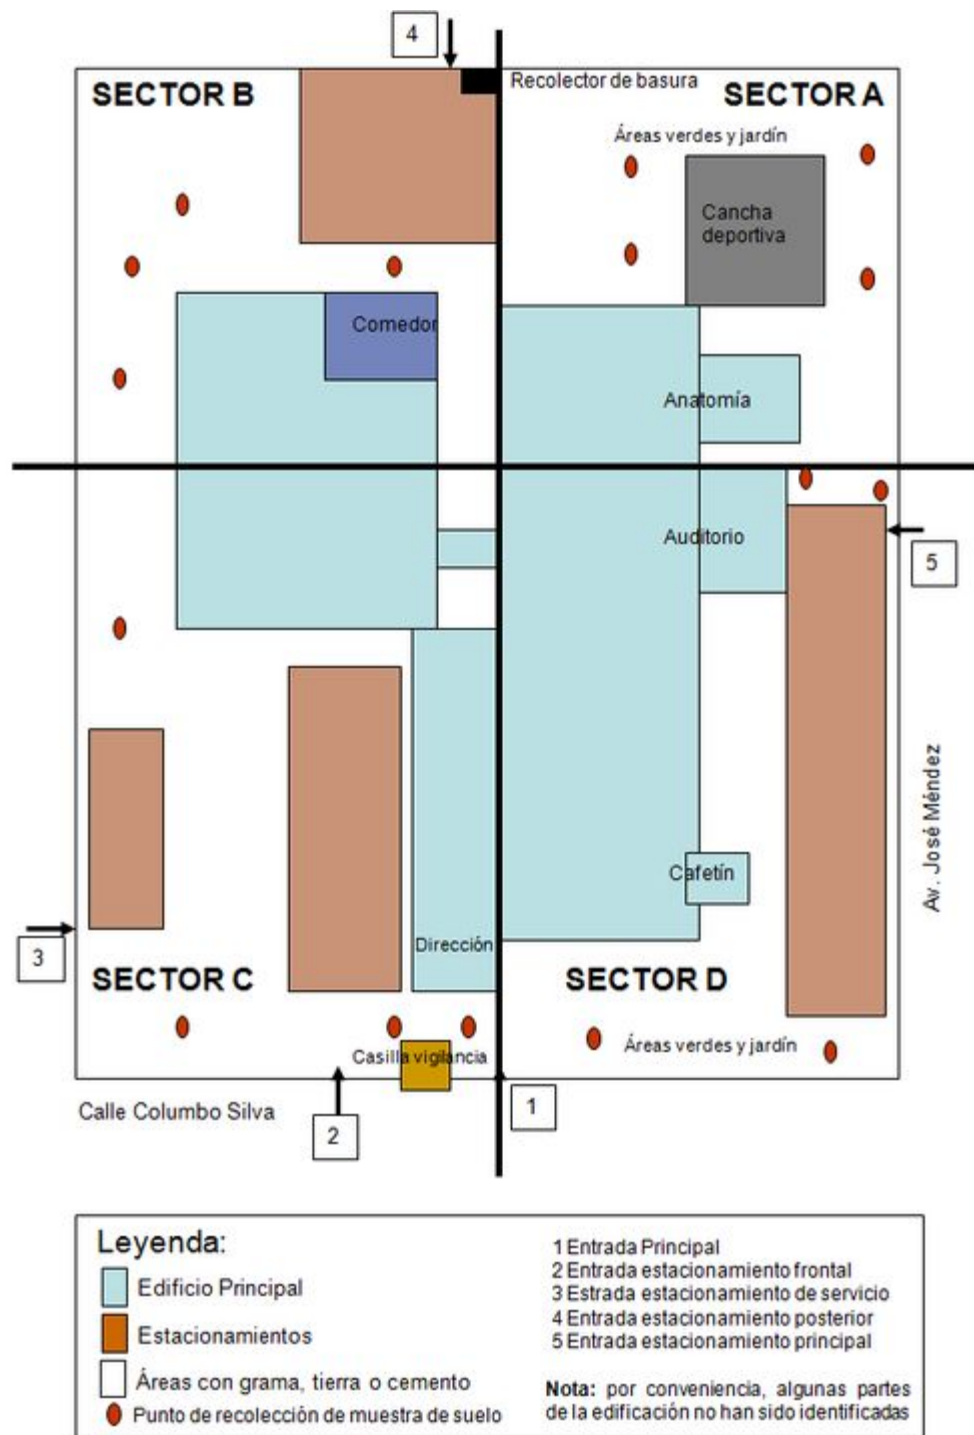 4
SECTOR B
Recolector de basura
SECTOR A
Áreas verdes y jardín
Cancha
deportiva
Comedor
Anatomía
Auditorio
5
Av. José Méndez
Cafetín
3
Dirección
SECTOR C
SECTOR D
Casilla vigilancia
Áreas verdes y jardín
Calle Columbo Silva
2
1
Leyenda:
Edificio Principal
Estacionamientos
Áreas con grama, tierra o cemento
Punto de recolección de muestra de suelo
1 Entrada Principal
2 Entrada estacionamiento frontal
3 Estrada estacionamiento de servicio
4 Entrada estacionamiento posterior
5 Entrada estacionamiento principal
Nota: por conveniencia, algunas partes
de la edificación no han sido identificadas